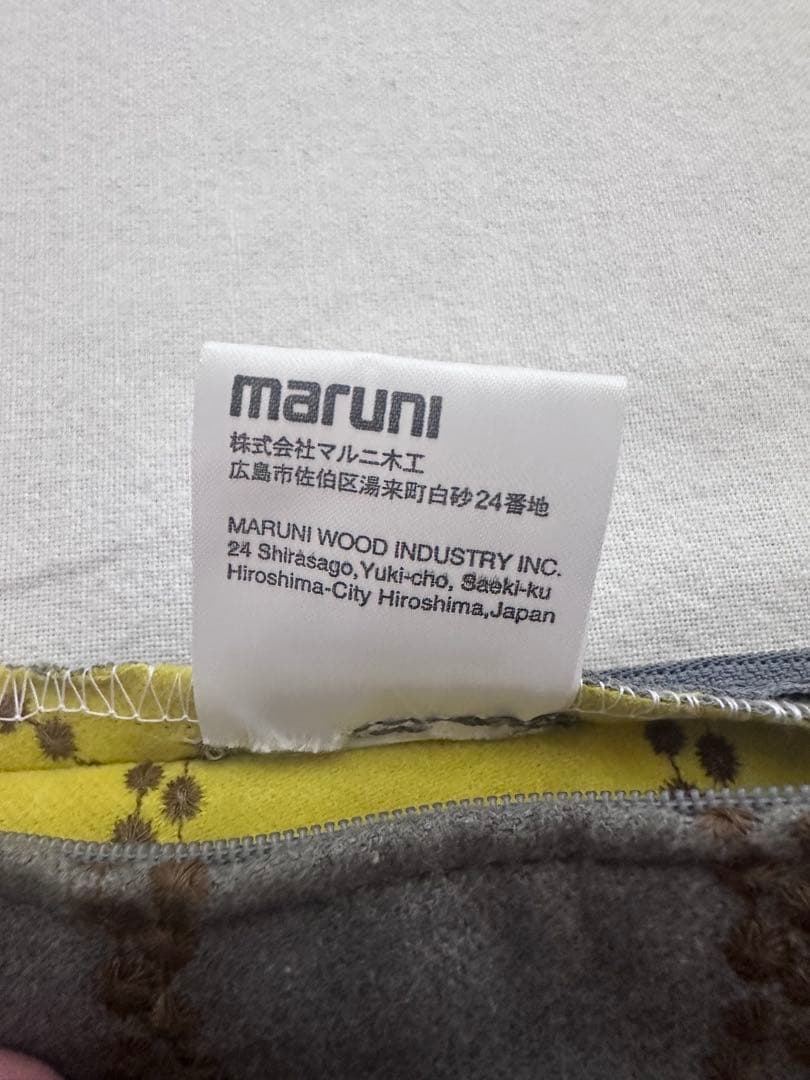 maruni
株式会社マルニ木工
広島市佐伯区湯来町白砂24番地
MARUNI WOOD INDUSTRY INC.
24 Shirasago,Yuki-cho, Saeki-ku
Hiroshima-City Hiroshima,Japan